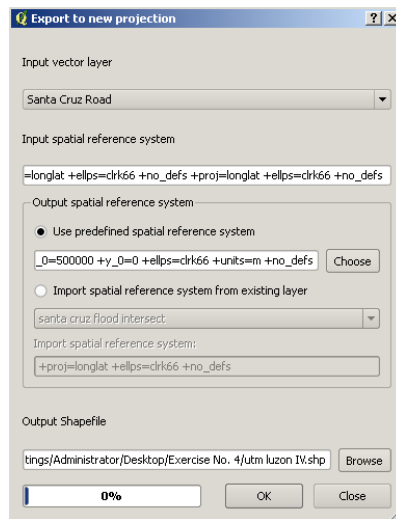 Export to new projection
Input vector layer
Santa Cruz Road
Input spatial reference system
=longlat +ellps=clrk66 +no_defs +proj=longlat +ellps=clrk66 +no_defs
Output spatial reference system
Use predefined spatial reference system
_0=500000 +y_0=0 +ellps=clrk66 +units=m +no_defs Choose
Import spatial reference system from existing layer
santa cruz flood intersect
Import spatial reference system:
+proj=longlat +ellps=clrk66 +no_defs
Output Shapefile
tings/Administrator/Desktop/Exercise No. 4/utm luzon IV.shp Browse
0% OK Close